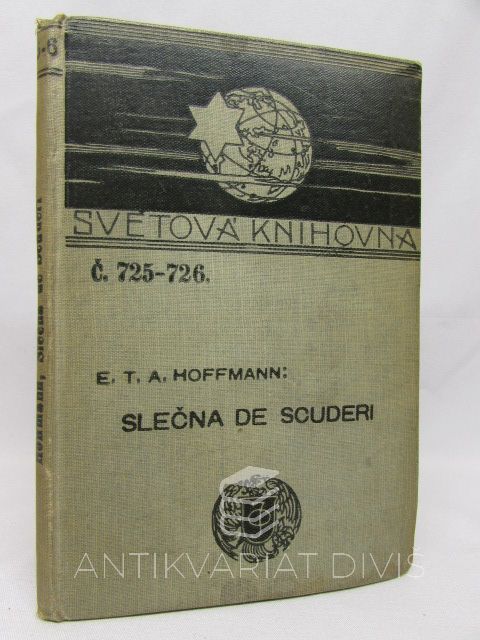 SVĚTOVÁ KNIHOVNA
Č. 725-726.
E. T. A. HOFFMANN:
SLEČNA DE SCUDERI
ANTIKVARIAT DIVIS